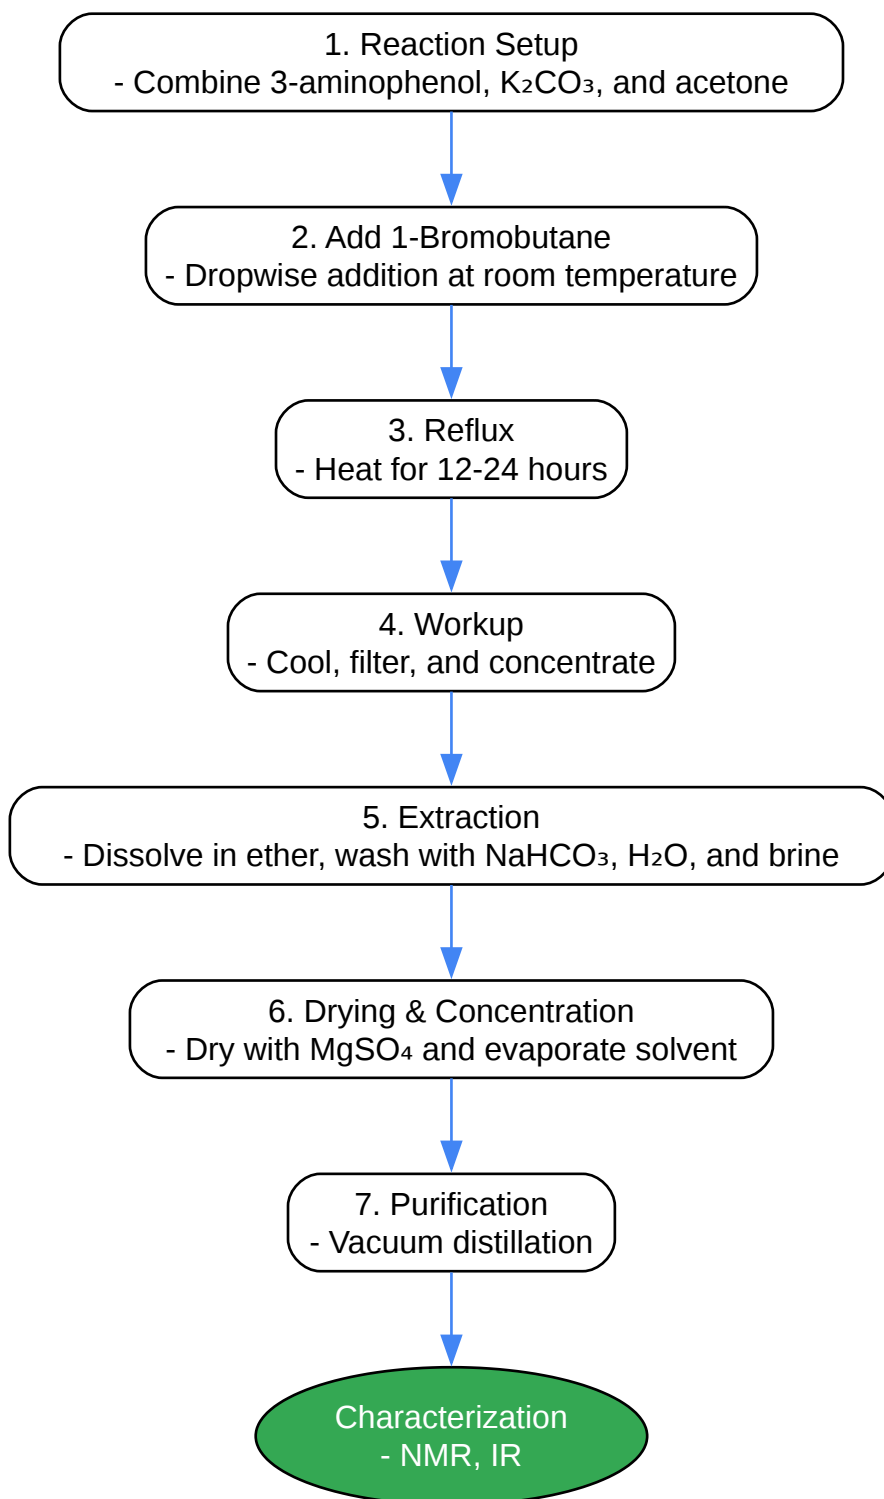 1. Reaction Setup
- Combine 3-aminophenol, K₂CO₃, and acetone
2. Add 1-Bromobutane
- Dropwise addition at room temperature
3. Reflux
- Heat for 12-24 hours
4. Workup
- Cool, filter, and concentrate
5. Extraction
- Dissolve in ether, wash with NaHCO₃, H₂O, and brine
6. Drying & Concentration
- Dry with MgSO₄ and evaporate solvent
7. Purification
- Vacuum distillation
Characterization
- NMR, IR